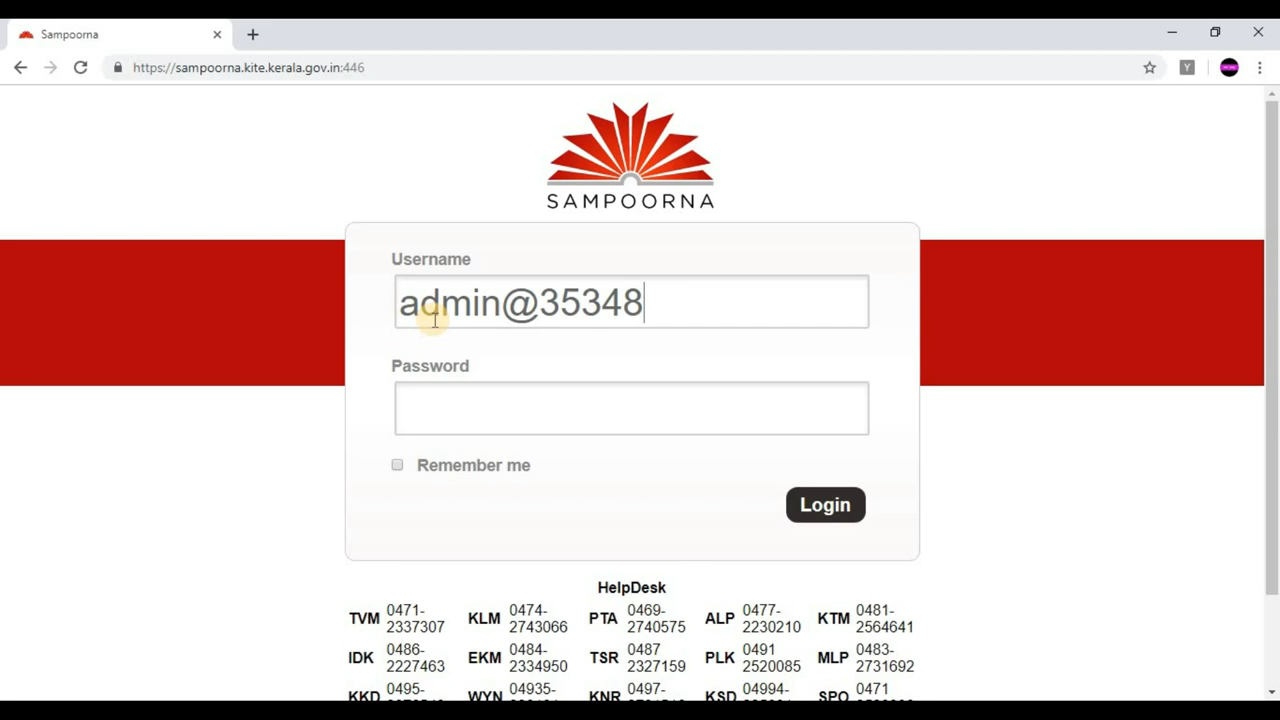 Sampoorna
https://sampoorna.kite.kerala.gov.in:446
Y
SAMPOORNA
Username
admin@35348
Password
Remember me
Login
HelpDesk
TVM 0471-2337307 KLM 0474-2743066 PTA 0469-2740575 ALP 0477-2230210 KTM 0481-2564641
IDK 0486-2227463 EKM 0484-2334950 TSR 0487 2327159 PLK 0491 2520085 MLP 0483-2731692
KKD 0495- WYN 04935- KNR 0497- KSD 04994- SPO 0471